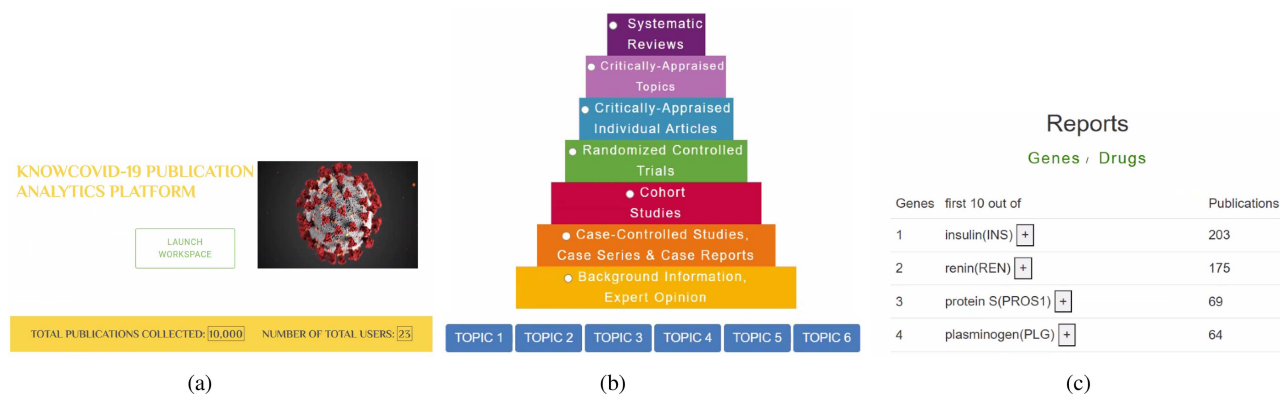 KNOWCOVID-19 PUBLICATION
ANALYTICS PLATFORM
LAUNCH
WORKSPACE
TOTAL PUBLICATIONS COLLECTED: 10,000 NUMBER OF TOTAL USERS: 23
(a)
Systematic
Reviews
Critically-Appraised
Topics
Critically-Appraised
Individual Articles
Randomized Controlled
Trials
Cohort
Studies
Case-Controlled Studies,
Case Series & Case Reports
Background Information,
Expert Opinion
TOPIC 1 TOPIC 2 TOPIC 3 TOPIC 4 TOPIC 5 TOPIC 6
(b)
Reports
Genes / Drugs
Genes first 10 out of Publications
1 insulin(INS) + 203
2 renin(REN) + 175
3 protein S(PROS1) + 69
4 plasminogen(PLG) + 64
(c)